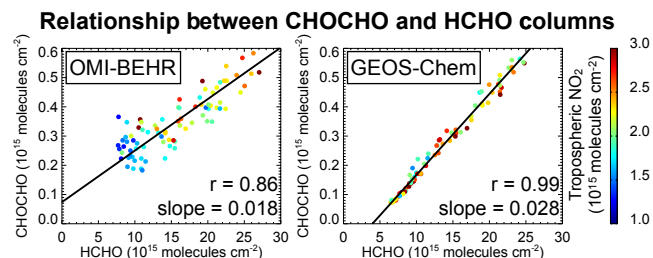 Relationship between CHOCHO and HCHO columns
OMI-BEHR
r = 0.86
slope = 0.018
CHOCHO (10¹⁵ molecules cm⁻²)
0.6
0.5
0.4
0.3
0.2
0.1
0.0
0 5 10 15 20 25 30
HCHO (10¹⁵ molecules cm⁻²)
GEOS-Chem
r = 0.99
slope = 0.028
CHOCHO (10¹⁵ molecules cm⁻²)
0.6
0.5
0.4
0.3
0.2
0.1
0.0
0 5 10 15 20 25 30
HCHO (10¹⁵ molecules cm⁻²)
Tropospheric NO₂
(10¹⁵ molecules cm⁻²)
3.0
2.5
2.0
1.5
1.0